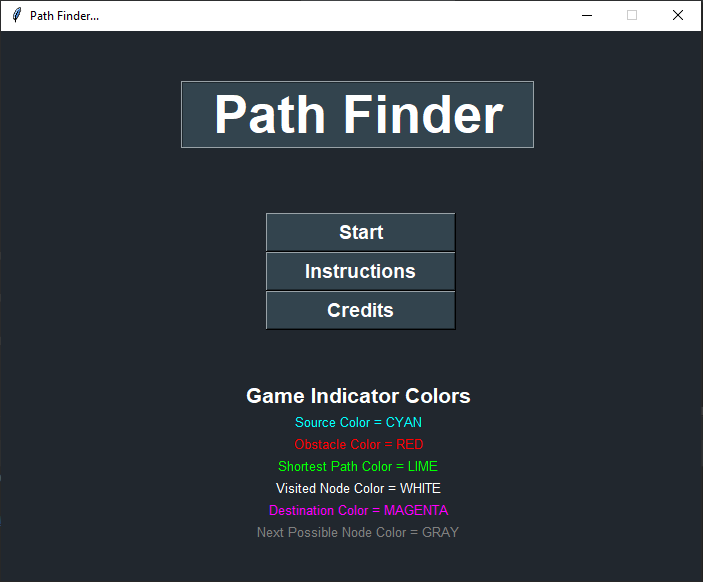 Path Finder...
Path Finder
Start
Instructions
Credits
Game Indicator Colors
Source Color = CYAN
Obstacle Color = RED
Shortest Path Color = LIME
Visited Node Color = WHITE
Destination Color = MAGENTA
Next Possible Node Color = GRAY